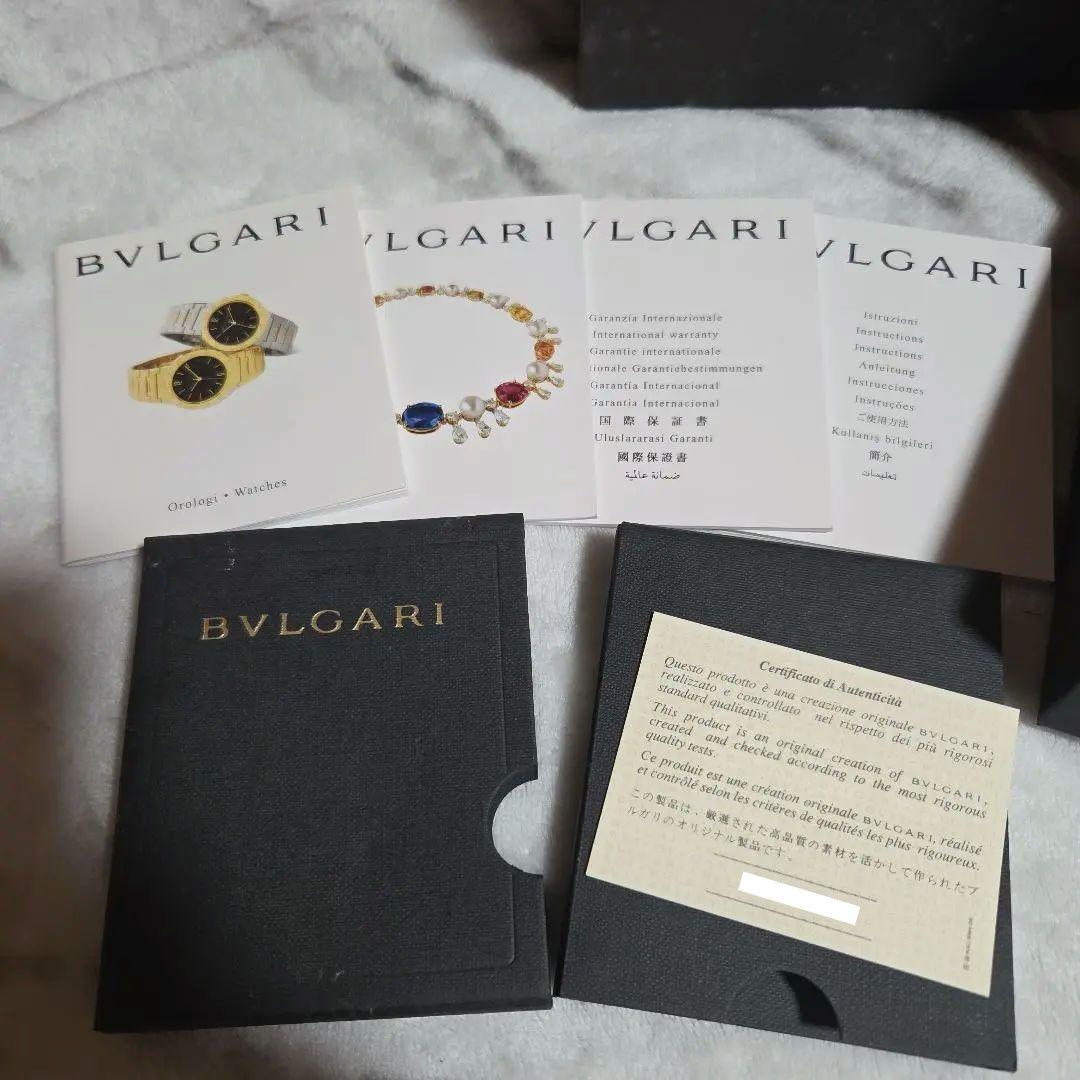 BVLGARI
Orologi • Watches
VLGARI
VLGARI
Garanzia Internazionale
International warranty
Garantie internationale
ionale Garantiebestimmungen
Garantía Internacional
Garantia Internacional
国際保証書
Uluslararasi Garanti
國際保證書
ضمانة عالمية
VLGARI
Istruzioni
Instructions
Instructions
Anleitung
Instrucciones
Instruções
ご使用方法
Kullanış bilgileri
簡介
تعليمات
BVLGARI
Certificato di Autenticità
Questo prodotto è una creazione originale BVLGARI,
realizzato e controllato nel rispetto dei più rigorosi
standard qualitativi.
This product is an original creation of BVLGARI,
created and checked according to the most rigorous
quality tests.
Ce produit est une création originale BVLGARI, réalisé
et contrôlé selon les critères de qualités les plus rigoureux.
この製品は、厳選された高品質の素材を活かして作られたブ
ルガリのオリジナル製品です。